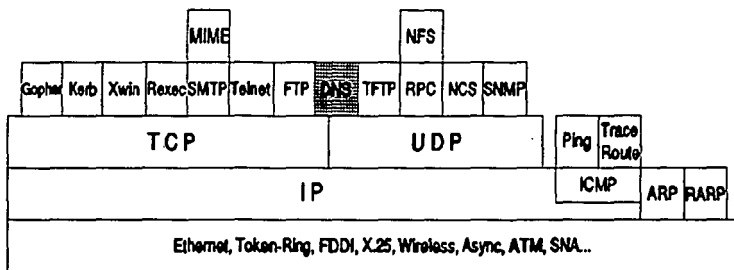 MIME NFS
Gopher Kerb Xwin Rexec SMTP Telnet FTP DNS TFTP RPC NCS SNMP
TCP UDP Ping Trace Route
IP ICMP ARP RARP
Ethernet, Token-Ring, FDDI, X.25, Wireless, Async, ATM, SNA...